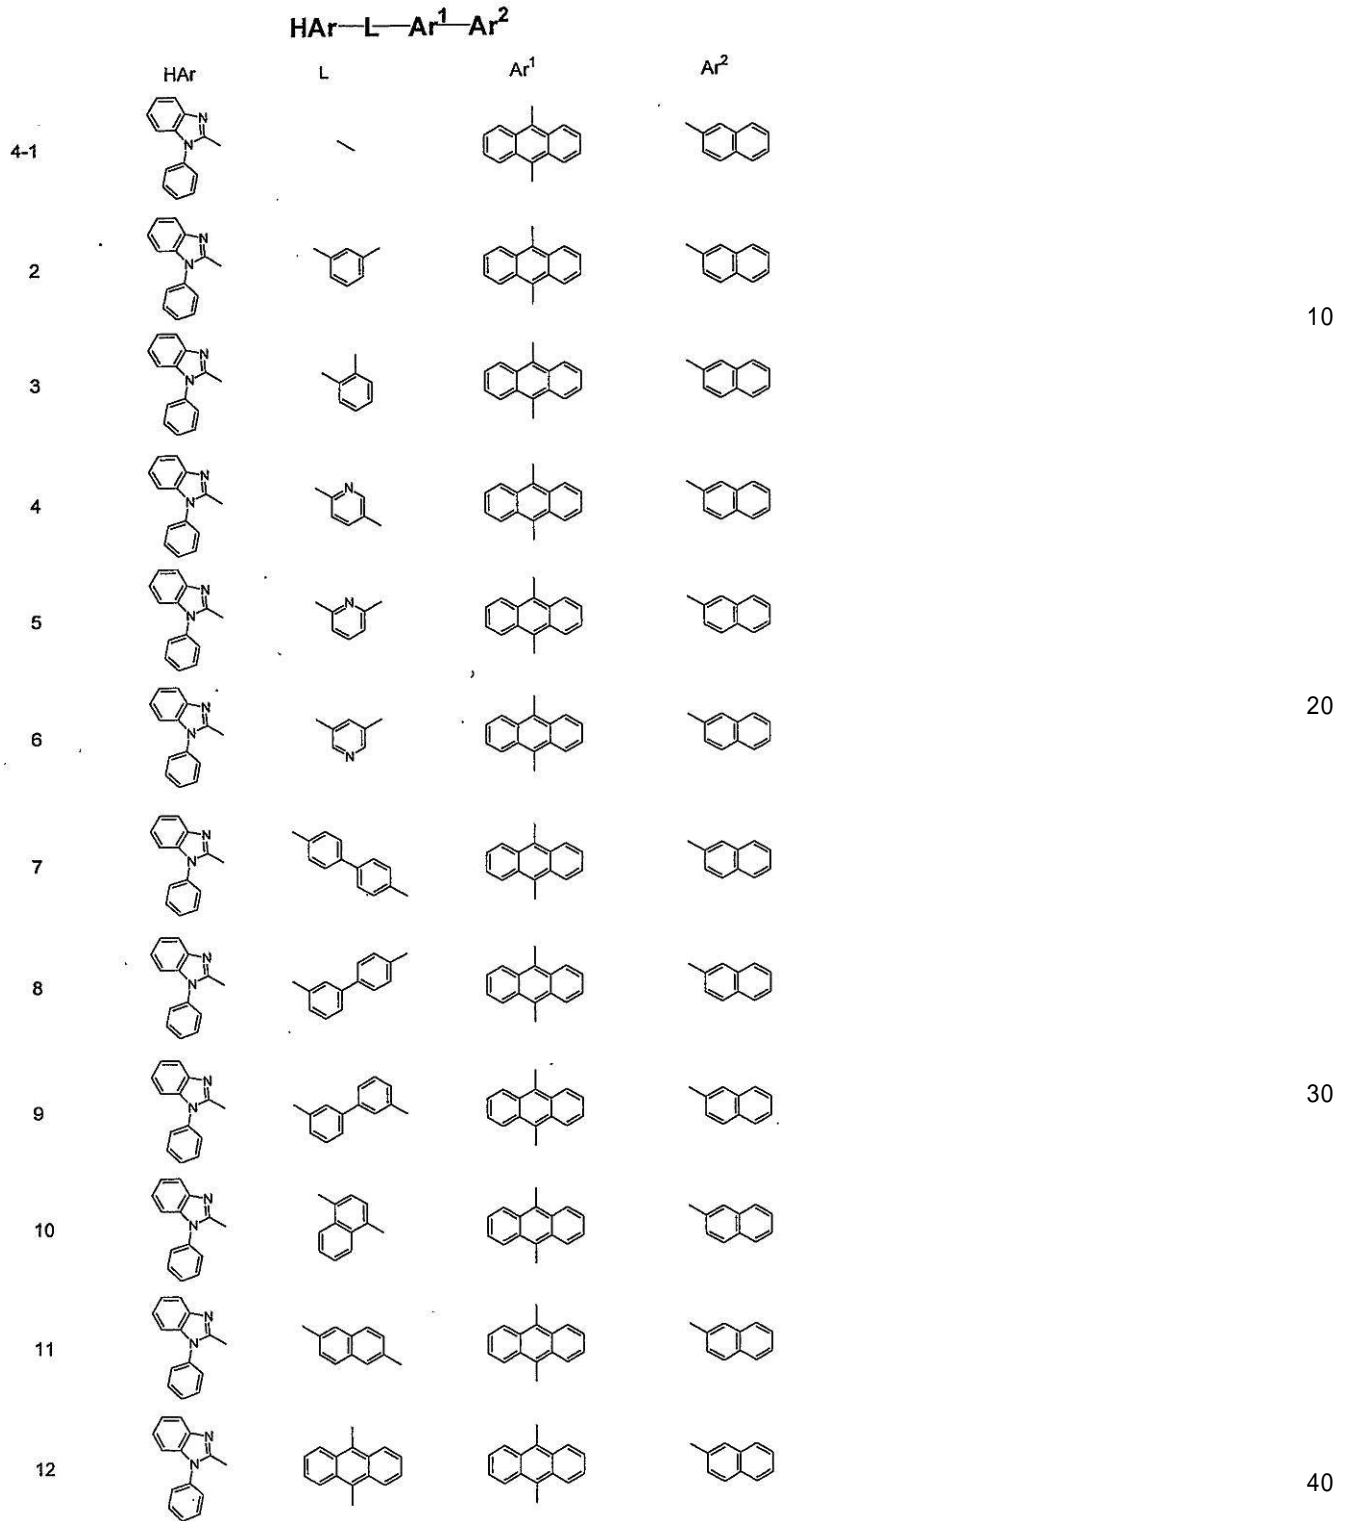 HAr—L—Ar¹—Ar²
HAr L Ar¹ Ar²
4-1 N N
2 N N
10
3 N N
4 N N N
5 N N N
20
6 N N N
7 N N
8 N N
30
9 N N
10 N N
11 N N
12 N N
40